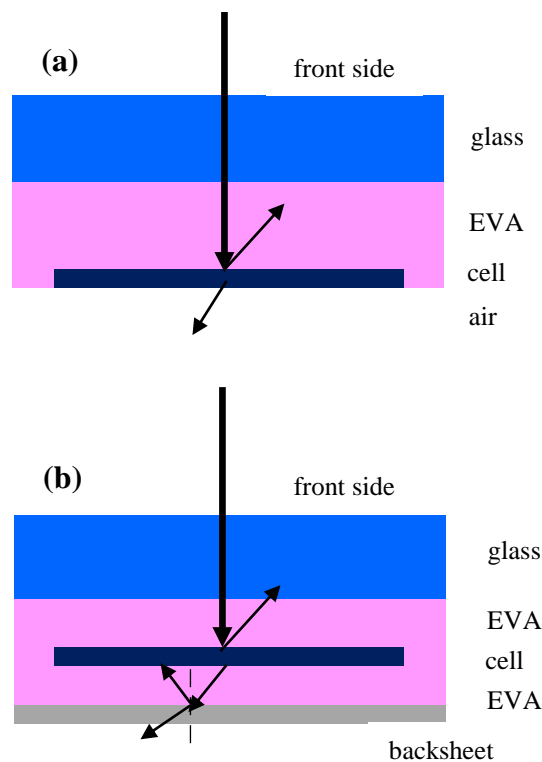 (a)
front side
glass
EVA
cell
air
(b)
front side
glass
EVA
cell
EVA
backsheet